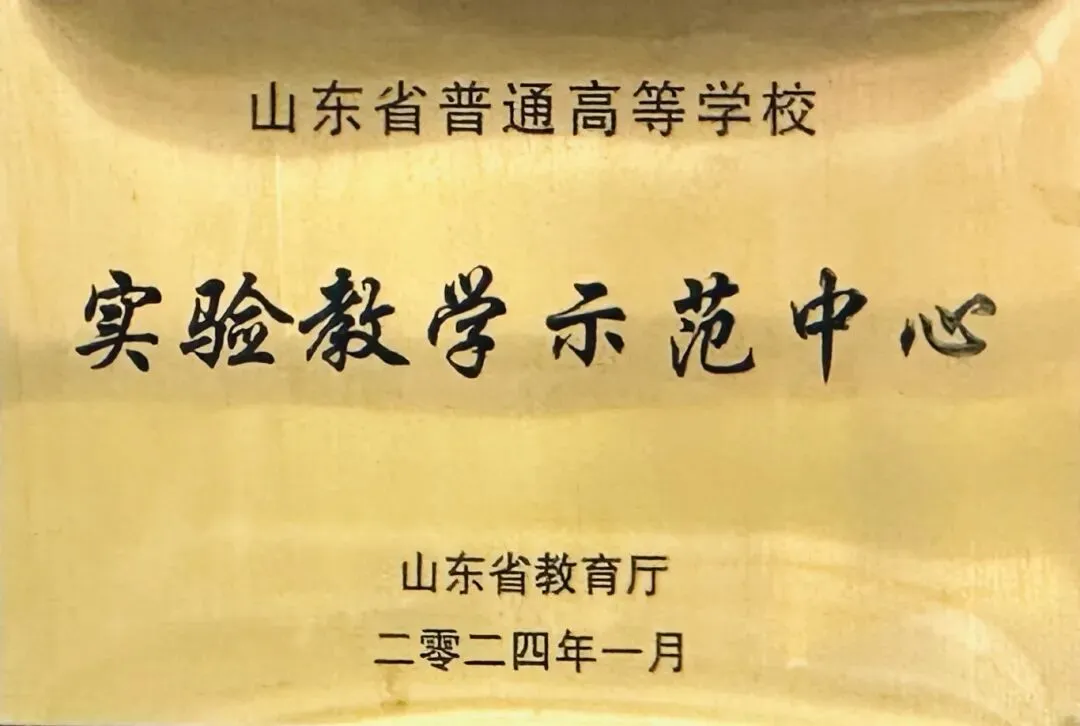 山东省普通高等学校
实验教学示范中心
山东省教育厅
二零二四年一月